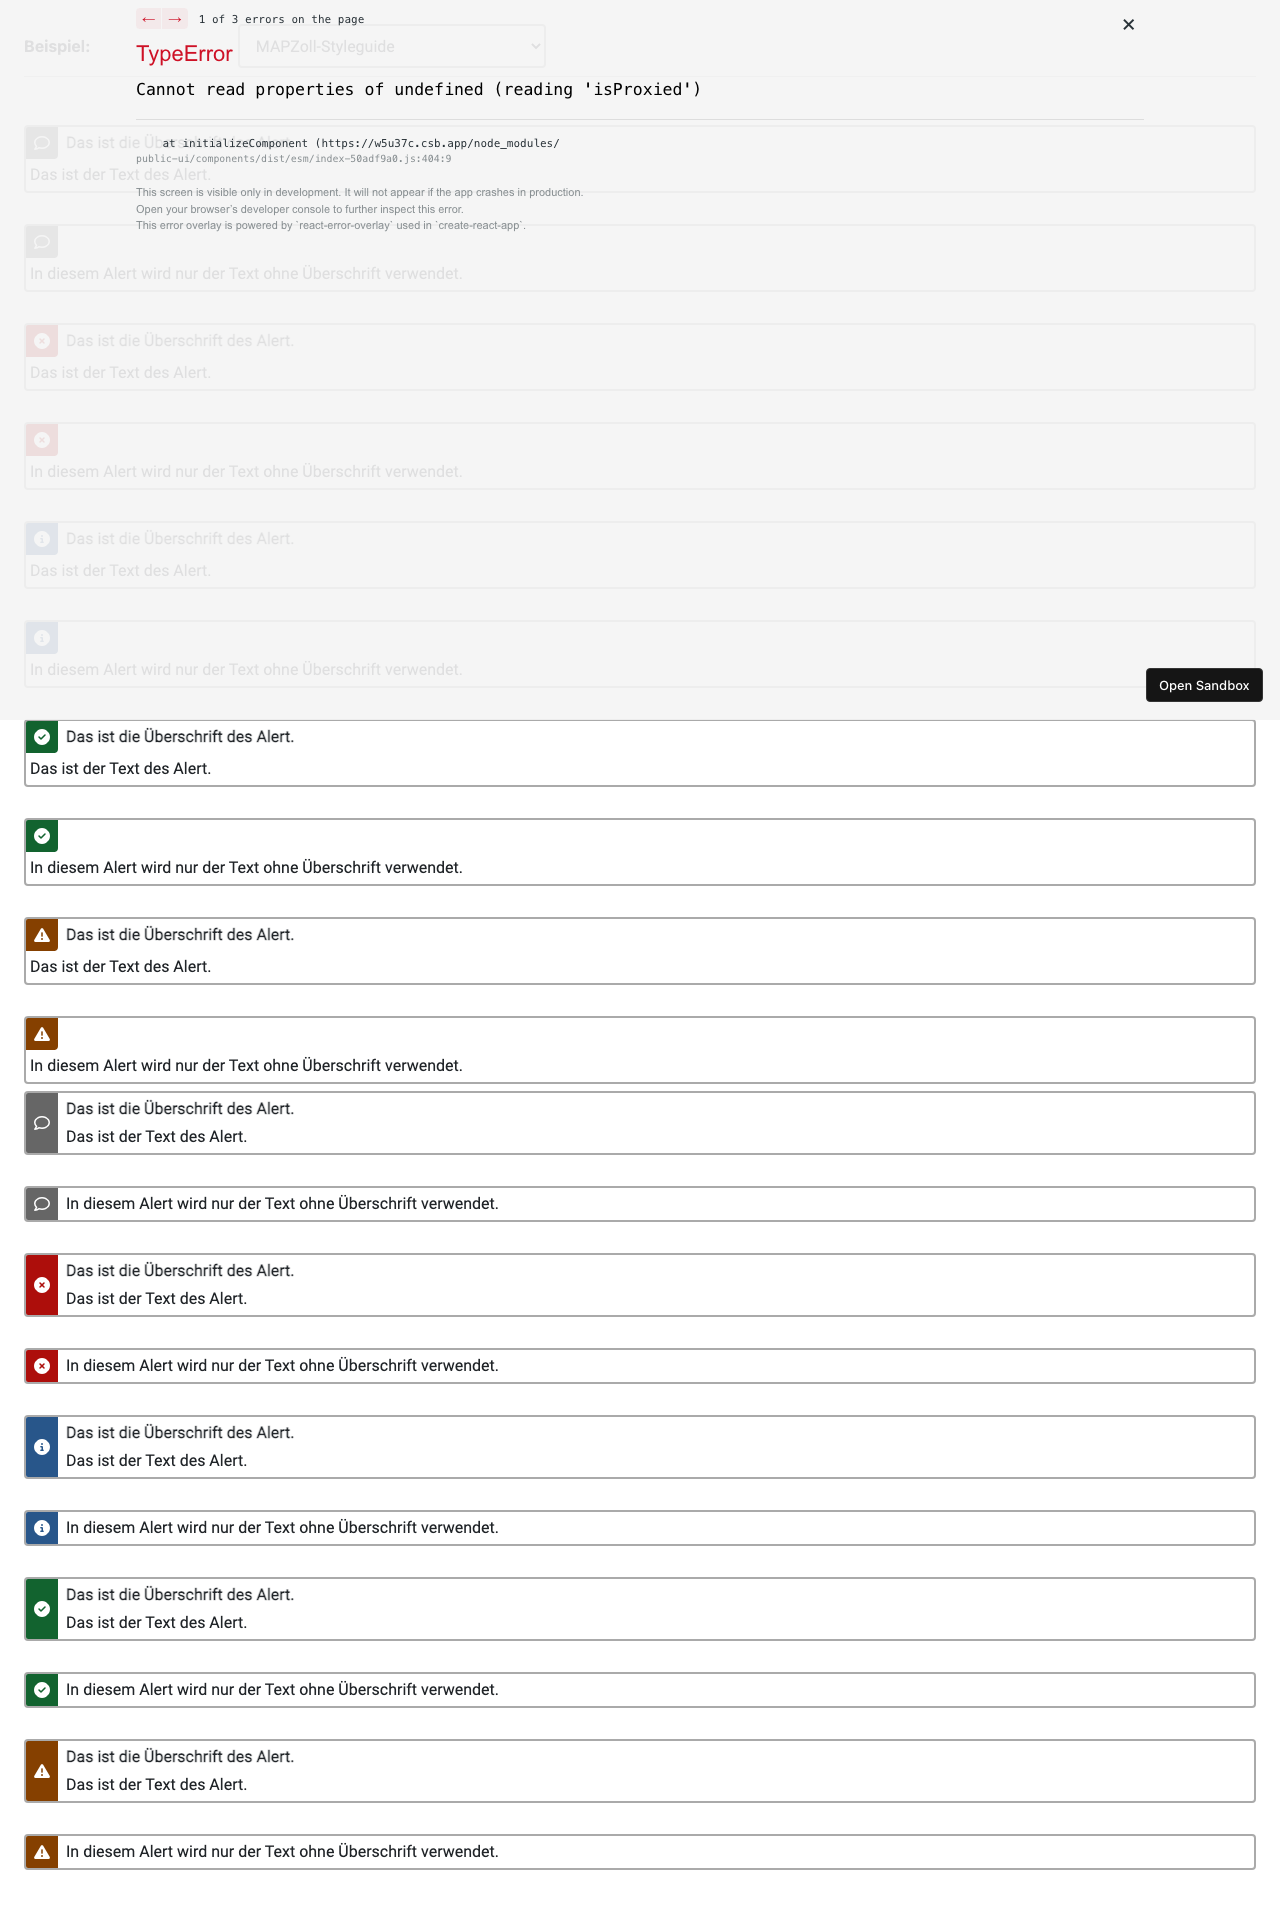 ← → 1 of 3 errors on the page
✕
Beispiel: MAPZoll-Styleguide
TypeError
Cannot read properties of undefined (reading 'isProxied')
Das ist die Überschrift des Alert.
at initializeComponent (https://w5u37c.csb.app/node_modules/
public-ui/components/dist/esm/index-50adf9a0.js:404:9
Das ist der Text des Alert.
This screen is visible only in development. It will not appear if the app crashes in production.
Open your browser’s developer console to further inspect this error.
This error overlay is powered by `react-error-overlay` used in `create-react-app`.
In diesem Alert wird nur der Text ohne Überschrift verwendet.
Das ist die Überschrift des Alert.
Das ist der Text des Alert.
In diesem Alert wird nur der Text ohne Überschrift verwendet.
Das ist die Überschrift des Alert.
Das ist der Text des Alert.
In diesem Alert wird nur der Text ohne Überschrift verwendet.
Open Sandbox
Das ist die Überschrift des Alert.
Das ist der Text des Alert.
In diesem Alert wird nur der Text ohne Überschrift verwendet.
Das ist die Überschrift des Alert.
Das ist der Text des Alert.
In diesem Alert wird nur der Text ohne Überschrift verwendet.
Das ist die Überschrift des Alert.
Das ist der Text des Alert.
In diesem Alert wird nur der Text ohne Überschrift verwendet.
Das ist die Überschrift des Alert.
Das ist der Text des Alert.
In diesem Alert wird nur der Text ohne Überschrift verwendet.
Das ist die Überschrift des Alert.
Das ist der Text des Alert.
In diesem Alert wird nur der Text ohne Überschrift verwendet.
Das ist die Überschrift des Alert.
Das ist der Text des Alert.
In diesem Alert wird nur der Text ohne Überschrift verwendet.
Das ist die Überschrift des Alert.
Das ist der Text des Alert.
In diesem Alert wird nur der Text ohne Überschrift verwendet.